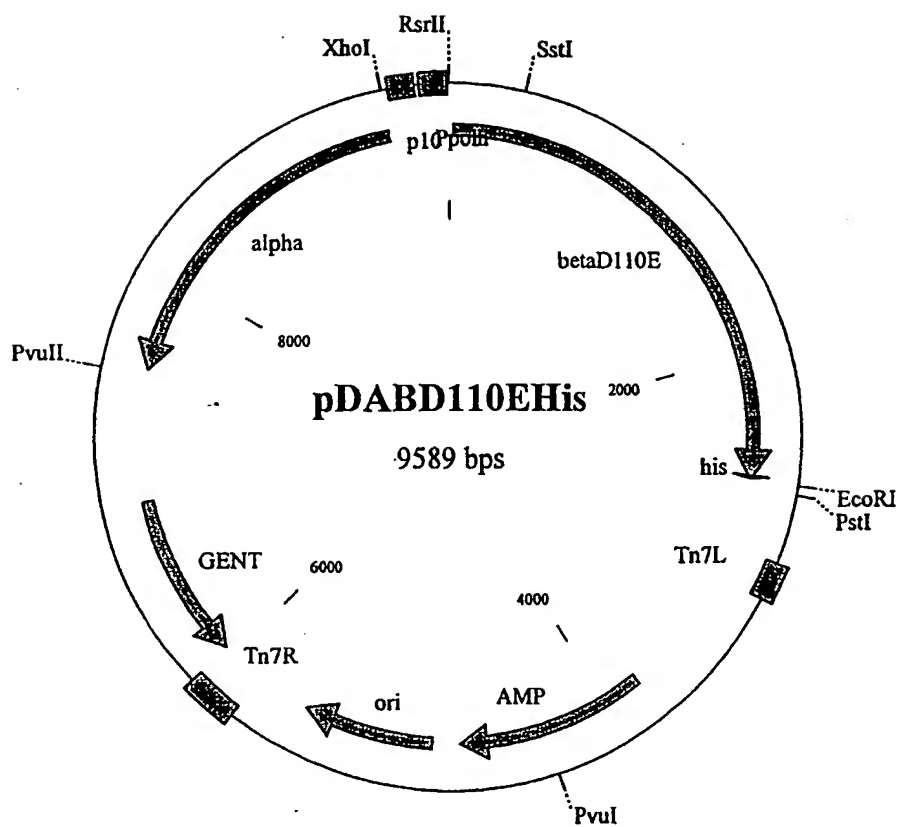 RsrII
XhoI
SstI
p10 Ppolh
alpha
betaD110E
8000
PvuII
2000
pDABD110EHis
9589 bps
his
EcoRI
PstI
Tn7L
GENT
6000
4000
Tn7R
ori
AMP
PvuI